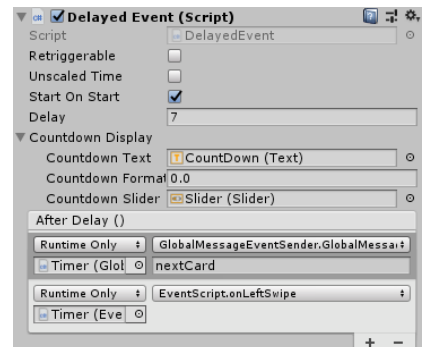 Delayed Event (Script)
Script DelayedEvent
Retriggerable
Unscaled Time
Start On Start
Delay 7
Countdown Display
Countdown Text CountDown (Text)
Countdown Format 0.0
Countdown Slider Slider (Slider)
After Delay ()
Runtime Only GlobalMessageEventSender.GlobalMessa
Timer (Glob nextCard
Runtime Only EventScript.onLeftSwipe
Timer (Eve
+ −